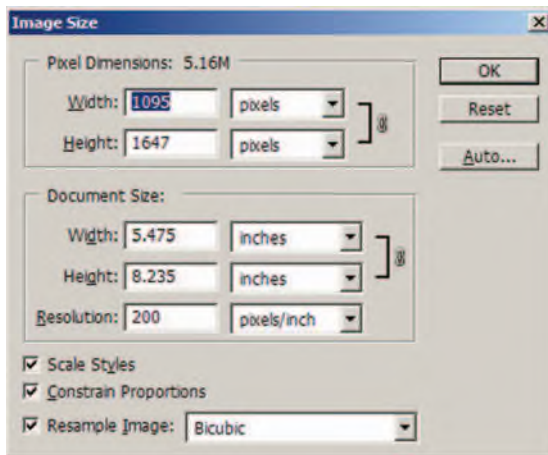 Image Size
Pixel Dimensions: 5.16M
Width: 1095 pixels
Height: 1647 pixels
Document Size:
Width: 5.475 inches
Height: 8.235 inches
Resolution: 200 pixels/inch
Scale Styles
Constrain Proportions
Resample Image: Bicubic
OK
Reset
Auto...